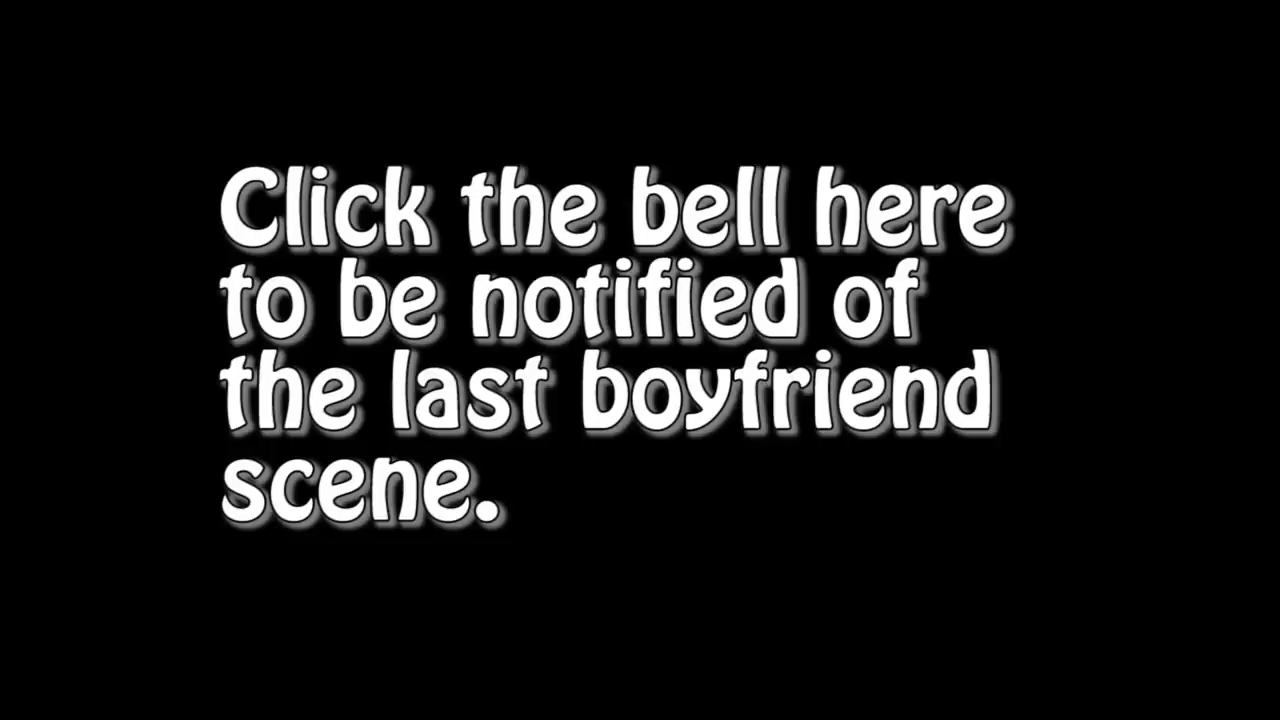 Click the bell here
to be notified of
the last boyfriend
scene.